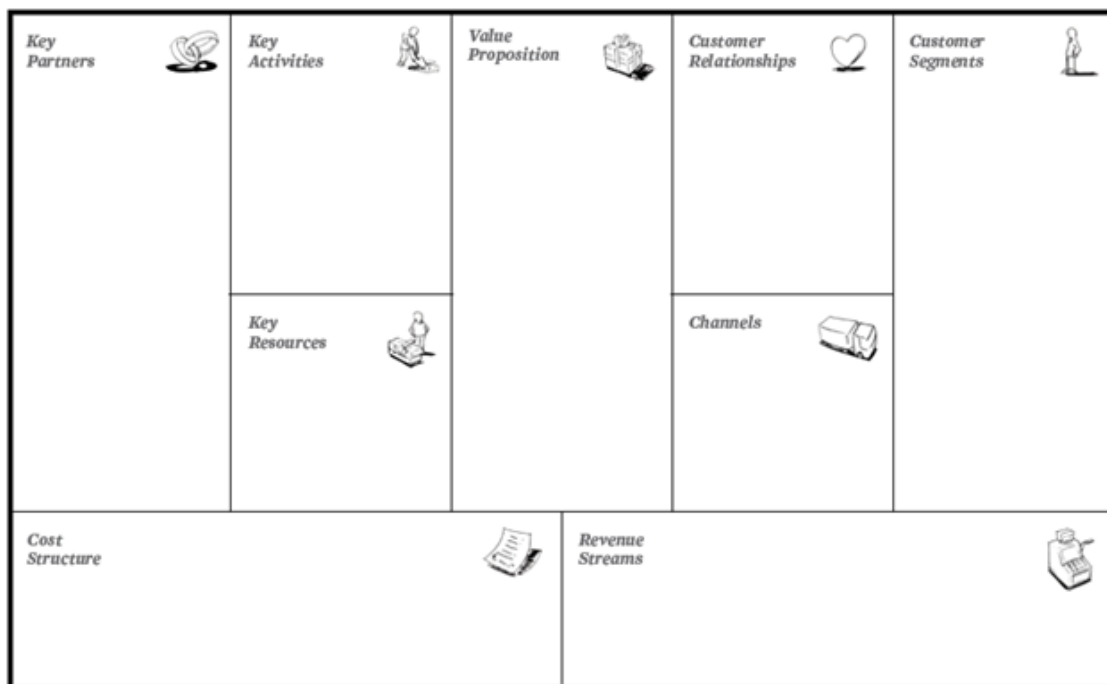 Key
Partners
Key
Activities
Value
Proposition
Customer
Relationships
Customer
Segments
Key
Resources
Channels
Cost
Structure
Revenue
Streams